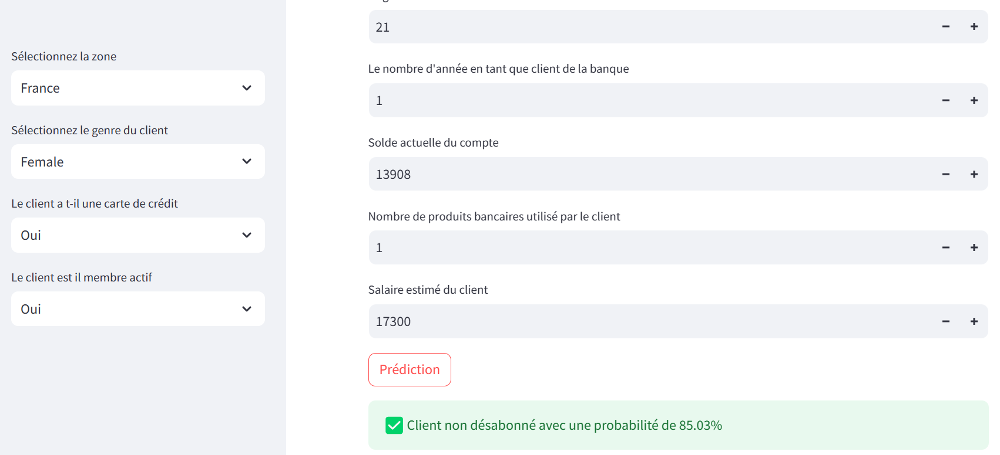 Sélectionnez la zone
France
Sélectionnez le genre du client
Female
Le client a t-il une carte de crédit
Oui
Le client est il membre actif
Oui
21
Le nombre d'année en tant que client de la banque
1
Solde actuelle du compte
13908
Nombre de produits bancaires utilisé par le client
1
Salaire estimé du client
17300
Prédiction
Client non désabonné avec une probabilité de 85.03%